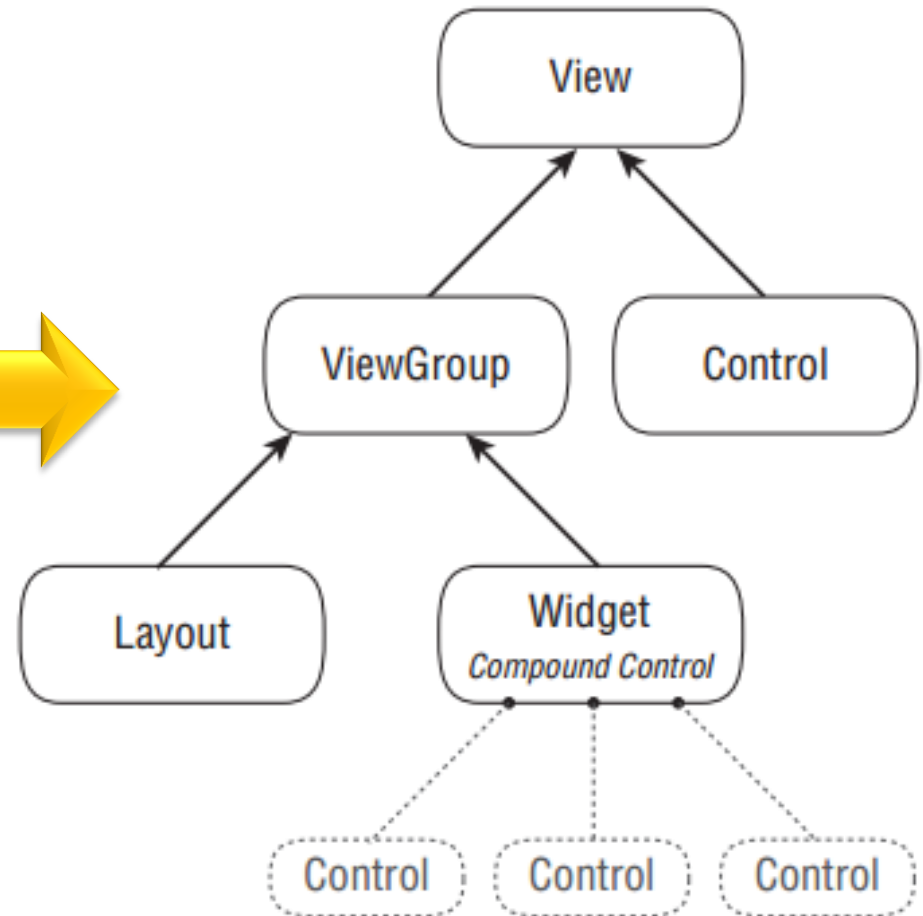 View
ViewGroup
Control
Layout
Widget
Compound Control
Control
Control
Control